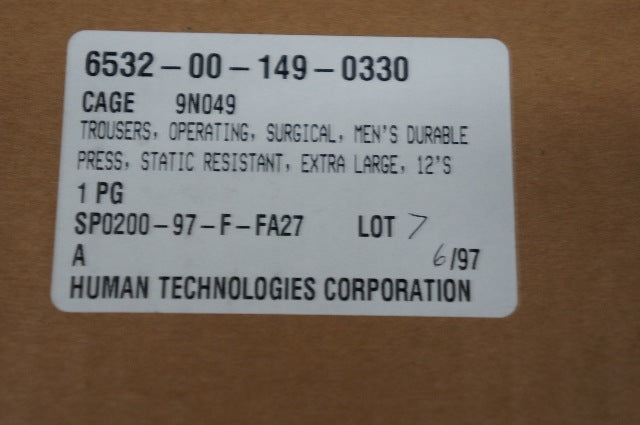 6532-00-149-0330
CAGE 9N049
TROUSERS, OPERATING, SURGICAL, MEN'S DURABLE
PRESS, STATIC RESISTANT, EXTRA LARGE, 12'S
1 PG
SP0200-97-F-FA27 LOT 7
A 6/97
HUMAN TECHNOLOGIES CORPORATION